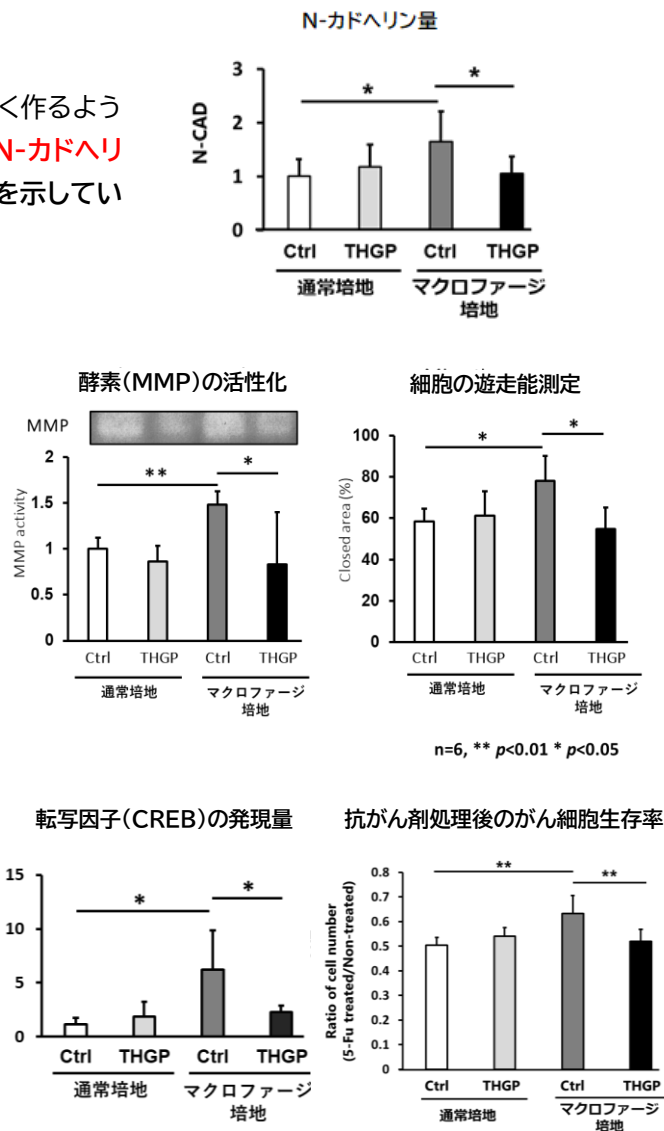 N-カドヘリン量
く作るよう
N-カドヘリ
を示してい
N-CAD
3
2
1
0
* *
Ctrl THGP Ctrl THGP
通常培地 マクロファージ
培地
酵素(MMP)の活性化
MMP
MMP activity
2
1.5
1
0.5
0
** *
Ctrl THGP Ctrl THGP
通常培地 マクロファージ
培地
細胞の遊走能測定
Closed area (%)
100
80
60
40
20
0
* *
Ctrl THGP Ctrl THGP
通常培地 マクロファージ
培地
n=6, ** p<0.01 * p<0.05
転写因子(CREB)の発現量
15
10
5
0
* *
Ctrl THGP Ctrl THGP
通常培地 マクロファージ
培地
抗がん剤処理後のがん細胞生存率
Ratio of cell number
(5-Fu treated/Non-treated)
0.8
0.7
0.6
0.5
0.4
0.3
0.2
0.1
0
** **
Ctrl THGP Ctrl THGP
通常培地 マクロファージ
培地